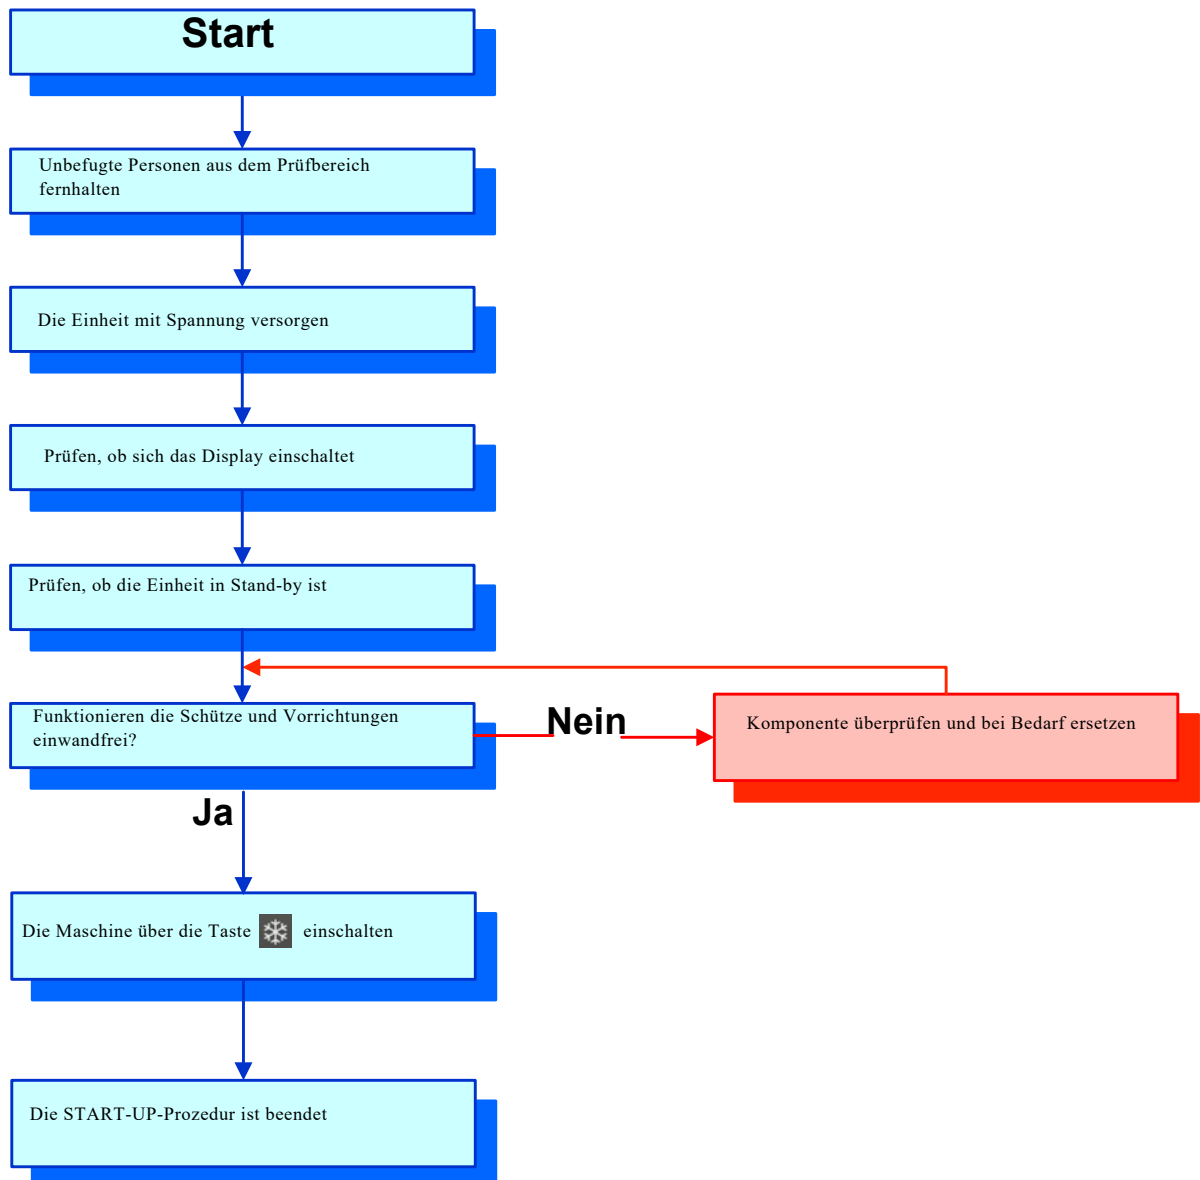 Start
Unbefugte Personen aus dem Prüfbereich
fernhalten
Die Einheit mit Spannung versorgen
Prüfen, ob sich das Display einschaltet
Prüfen, ob die Einheit in Stand-by ist
Funktionieren die Schütze und Vorrichtungen
einwandfrei?
Nein
Komponente überprüfen und bei Bedarf ersetzen
Ja
Die Maschine über die Taste einschalten
Die START-UP-Prozedur ist beendet